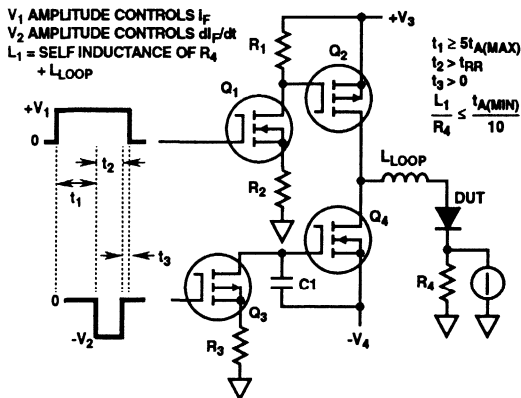 V1 AMPLITUDE CONTROLS IF
V2 AMPLITUDE CONTROLS dIF/dt
L1 = SELF INDUCTANCE OF R4
+ LLOOP
+V1
0
t2
t1
t3
0
-V2
R1
Q1
R2
Q2
+V3
t1 ≥ 5tA(MAX)
t2 > tRR
t3 > 0
L1/R4 ≤ tA(MIN)/10
LLOOP
DUT
Q4
R4
C1
Q3
R3
-V4